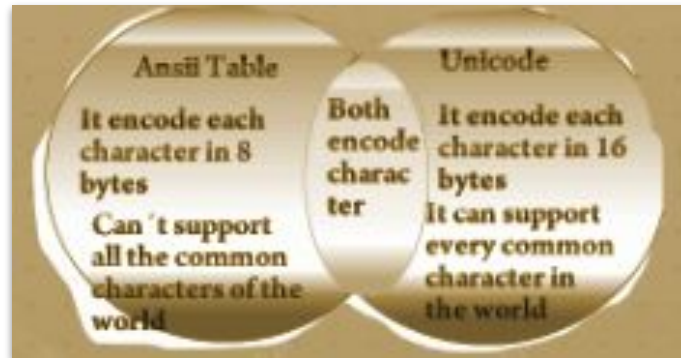 Ansii Table
It encode each
character in 8
bytes
Can´t support
all the common
characters of the
world
Both
encode
charac
ter
Unicode
It encode each
character in 16
bytes
It can support
every common
character in
the world